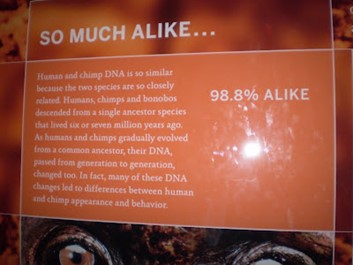 SO MUCH ALIKE...
Human and chimp DNA is so similar
because the two species are so closely
related. Humans, chimps and bonobos
descended from a single ancestor species
that lived six or seven million years ago.
As humans and chimps gradually evolved
from a common ancestor, their DNA,
passed from generation to generation,
changed too. In fact, many of these DNA
changes led to differences between human
and chimp appearance and behavior.
98.8% ALIKE